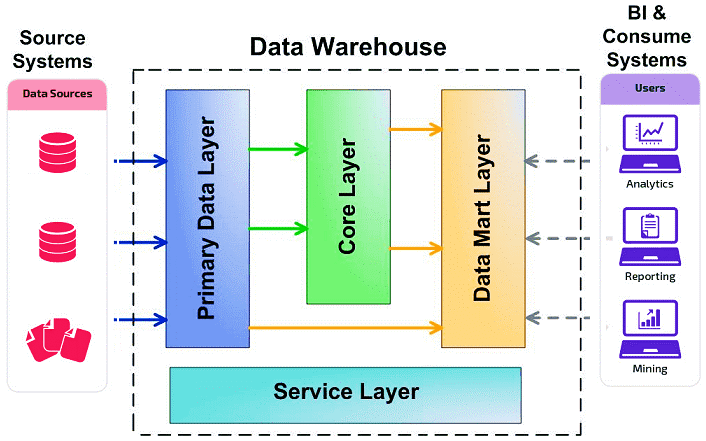 Source
Systems
Data Sources
Data Warehouse
Primary Data Layer
Core Layer
Data Mart Layer
Service Layer
BI &
Consume
Systems
Users
Analytics
Reporting
Mining